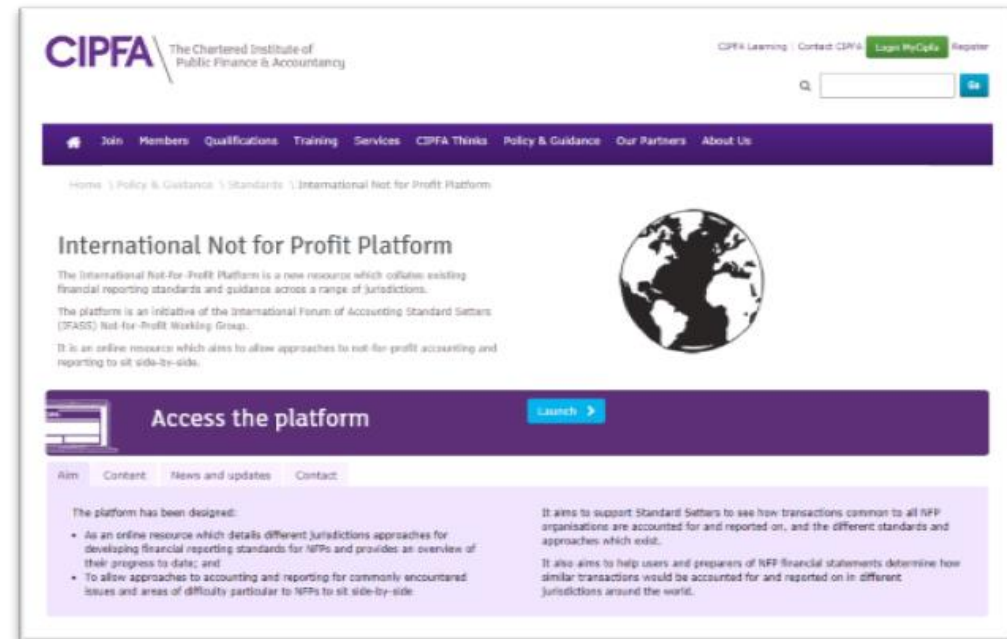 CIPFA The Chartered Institute of
Public Finance & Accountancy
CIPFA Learning | Contact CIPFA Login MyCipfa Register
Go
Join Members Qualifications Training Services CIPFA Thinks Policy & Guidance Our Partners About Us
Home \ Policy & Guidance \ Standards \ International Not for Profit Platform
International Not for Profit Platform
The International Not-for-Profit Platform is a new resource which collates existing
financial reporting standards and guidance across a range of jurisdictions.
The platform is an initiative of the International Forum of Accounting Standard Setters
(IFASS) Not-for-Profit Working Group.
It is an online resource which aims to allow approaches to not-for-profit accounting and
reporting to sit side-by-side.
Access the platform
Launch
Aim Content News and updates Contact
The platform has been designed:
• As an online resource which details different jurisdictions approaches for
developing financial reporting standards for NFPs and provides an overview of
their progress to date; and
• To allow approaches to accounting and reporting for commonly encountered
issues and areas of difficulty particular to NFPs to sit side-by-side
It aims to support Standard Setters to see how transactions common to all NFP
organisations are accounted for and reported on, and the different standards and
approaches which exist.
It also aims to help users and preparers of NFP financial statements determine how
similar transactions would be accounted for and reported on in different
jurisdictions around the world.